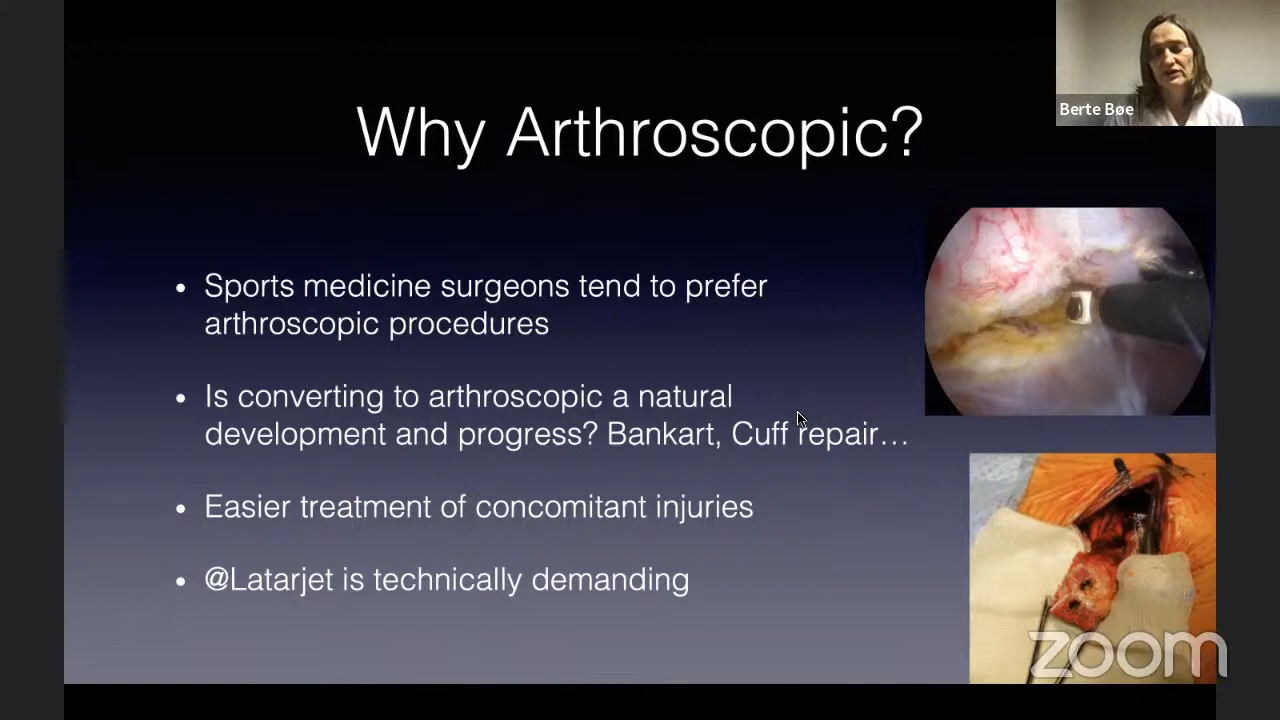 Berte Bøe
Why Arthroscopic?
• Sports medicine surgeons tend to prefer
arthroscopic procedures
• Is converting to arthroscopic a natural
development and progress? Bankart, Cuff repair…
• Easier treatment of concomitant injuries
• @Latarjet is technically demanding
zoom